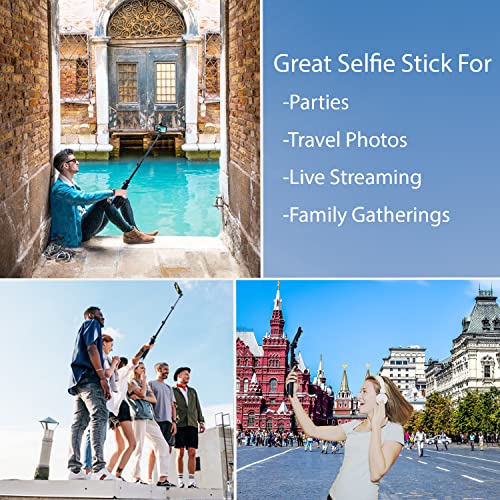 Great Selfie Stick For
-Parties
-Travel Photos
-Live Streaming
-Family Gatherings